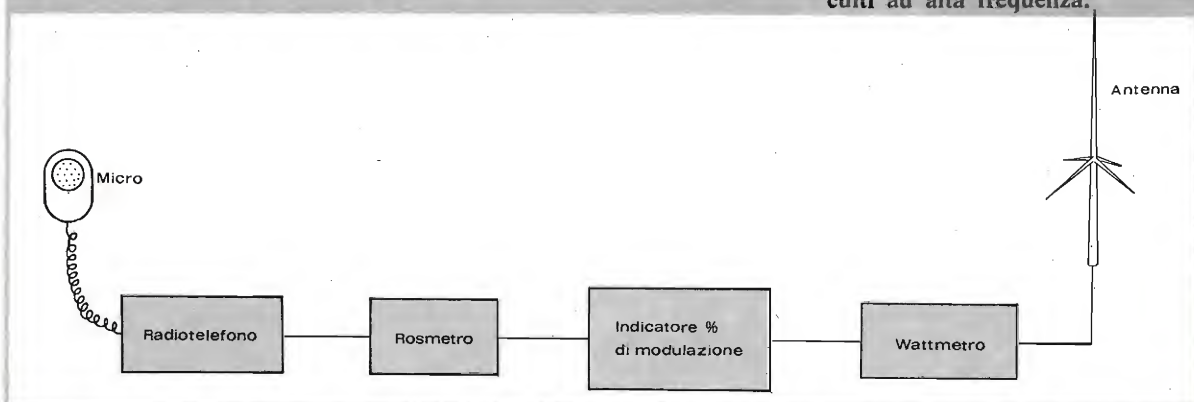 cuiti ad alta frequenza.
Antenna
Micro
Radiotelefono
Rosmetro
Indicatore %
di modulazione
Wattmetro